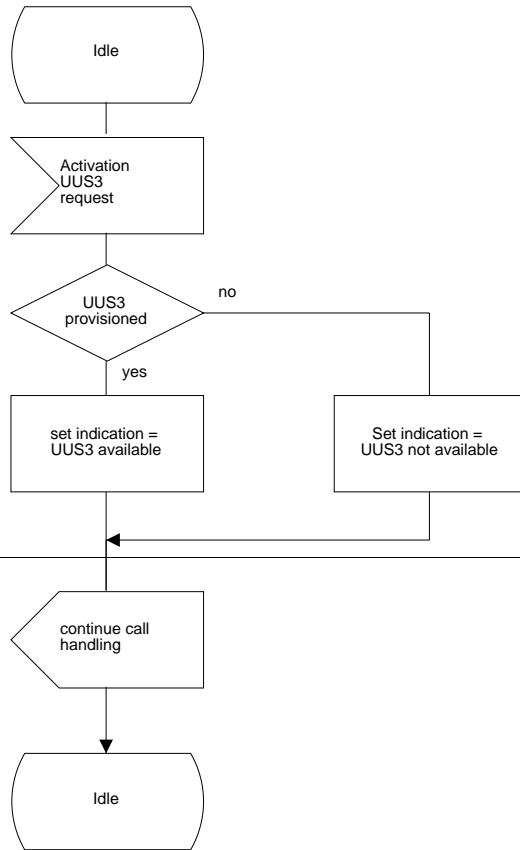 Idle
Activation
UUS3
request
UUS3
provisioned
no
yes
set indication =
UUS3 available
Set indication =
UUS3 not available
continue call
handling
Idle